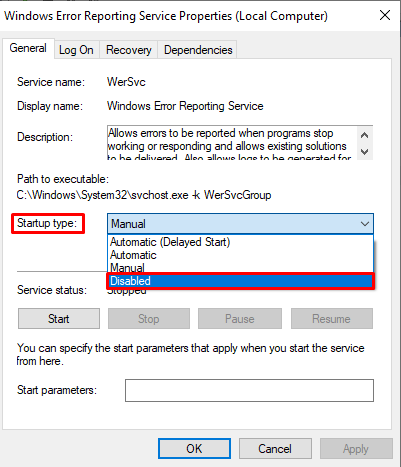 Windows Error Reporting Service Properties (Local Computer)
General Log On Recovery Dependencies
Service name: WerSvc
Display name: Windows Error Reporting Service
Description: Allows errors to be reported when programs stop
working or responding and allows existing solutions
to be delivered. Also allows logs to be generated for
Path to executable:
C:\Windows\System32\svchost.exe -k WerSvcGroup
Startup type: Manual
Automatic (Delayed Start)
Automatic
Manual
Disabled
Service status: Stopped
Start Stop Pause Resume
You can specify the start parameters that apply when you start the service
from here.
Start parameters:
OK Cancel Apply